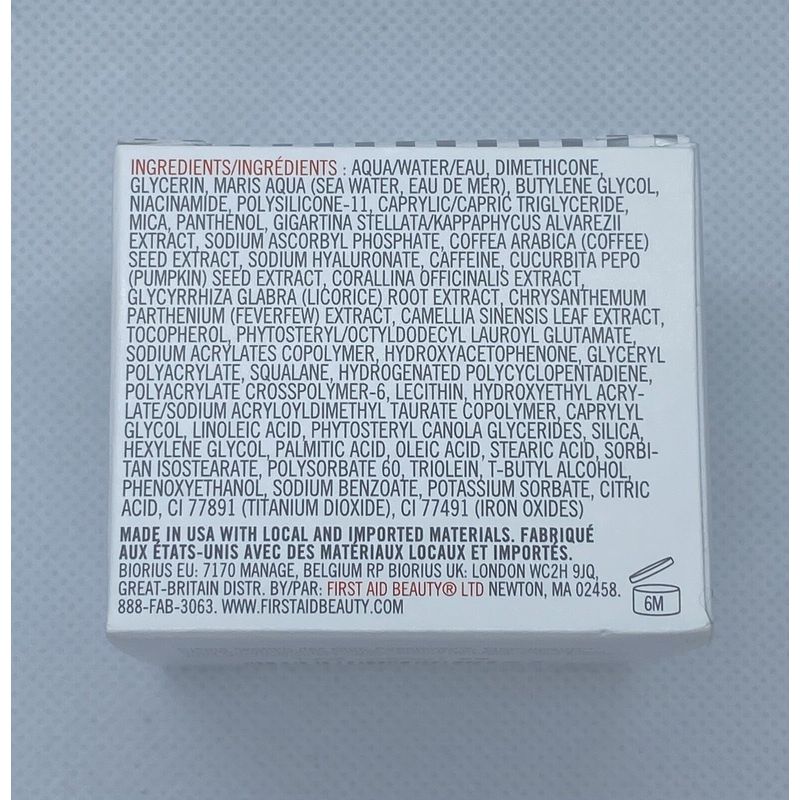 INGREDIENTS/INGRÉDIENTS : AQUA/WATER/EAU, DIMETHICONE,
GLYCERIN, MARIS AQUA (SEA WATER, EAU DE MER), BUTYLENE GLYCOL,
NIACINAMIDE, POLYSILICONE-11, CAPRYLIC/CAPRIC TRIGLYCERIDE,
MICA, PANTHENOL, GIGARTINA STELLATA/KAPPAPHYCUS ALVAREZII
EXTRACT, SODIUM ASCORBYL PHOSPHATE, COFFEA ARABICA (COFFEE)
SEED EXTRACT, SODIUM HYALURONATE, CAFFEINE, CUCURBITA PEPO
(PUMPKIN) SEED EXTRACT, CORALLINA OFFICINALIS EXTRACT,
GLYCYRRHIZA GLABRA (LICORICE) ROOT EXTRACT, CHRYSANTHEMUM
PARTHENIUM (FEVERFEW) EXTRACT, CAMELLIA SINENSIS LEAF EXTRACT,
TOCOPHEROL, PHYTOSTERYL/OCTYLDODECYL LAUROYL GLUTAMATE,
SODIUM ACRYLATES COPOLYMER, HYDROXYACETOPHENONE, GLYCERYL
POLYACRYLATE, SQUALANE, HYDROGENATED POLYCYCLOPENTADIENE,
POLYACRYLATE CROSSPOLYMER-6, LECITHIN, HYDROXYETHYL ACRY-
LATE/SODIUM ACRYLOYLDIMETHYL TAURATE COPOLYMER, CAPRYLYL
GLYCOL, LINOLEIC ACID, PHYTOSTERYL CANOLA GLYCERIDES, SILICA,
HEXYLENE GLYCOL, PALMITIC ACID, OLEIC ACID, STEARIC ACID, SORBI-
TAN ISOSTEARATE, POLYSORBATE 60, TRIOLEIN, T-BUTYL ALCOHOL,
PHENOXYETHANOL, SODIUM BENZOATE, POTASSIUM SORBATE, CITRIC
ACID, CI 77891 (TITANIUM DIOXIDE), CI 77491 (IRON OXIDES)
MADE IN USA WITH LOCAL AND IMPORTED MATERIALS. FABRIQUÉ
AUX ÉTATS-UNIS AVEC DES MATÉRIAUX LOCAUX ET IMPORTÉS.
BIORIUS EU: 7170 MANAGE, BELGIUM RP BIORIUS UK: LONDON WC2H 9JQ,
GREAT-BRITAIN DISTR. BY/PAR: FIRST AID BEAUTY® LTD NEWTON, MA 02458.
888-FAB-3063. WWW.FIRSTAIDBEAUTY.COM
6M